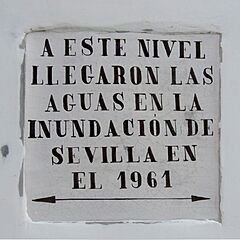 A ESTE NIVEL
LLEGARON LAS
AGUAS EN LA
INUNDACIÓN DE
SEVILLA EN
EL 1961